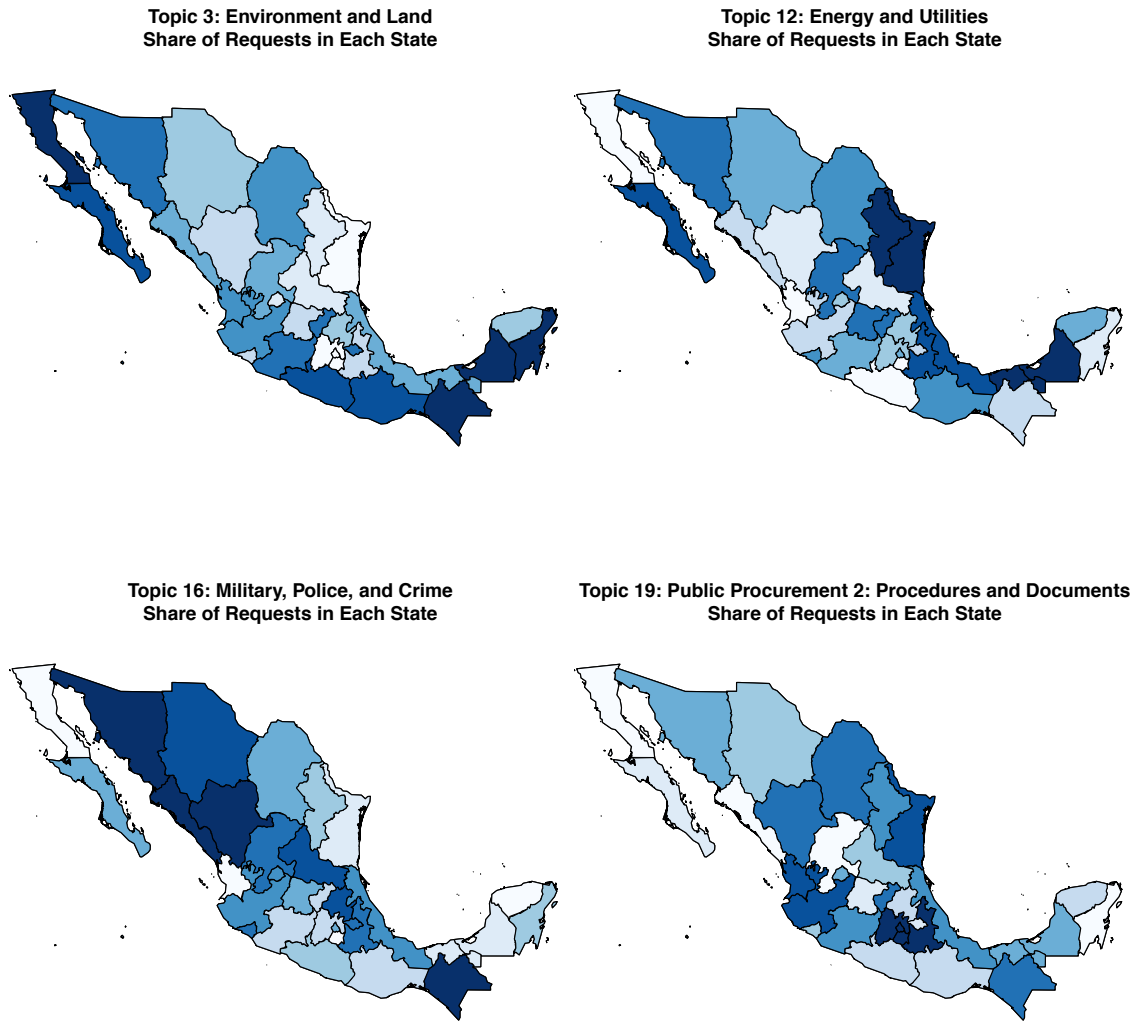 Topic 3: Environment and Land
Share of Requests in Each State
Topic 12: Energy and Utilities
Share of Requests in Each State
Topic 16: Military, Police, and Crime
Share of Requests in Each State
Topic 19: Public Procurement 2: Procedures and Documents
Share of Requests in Each State